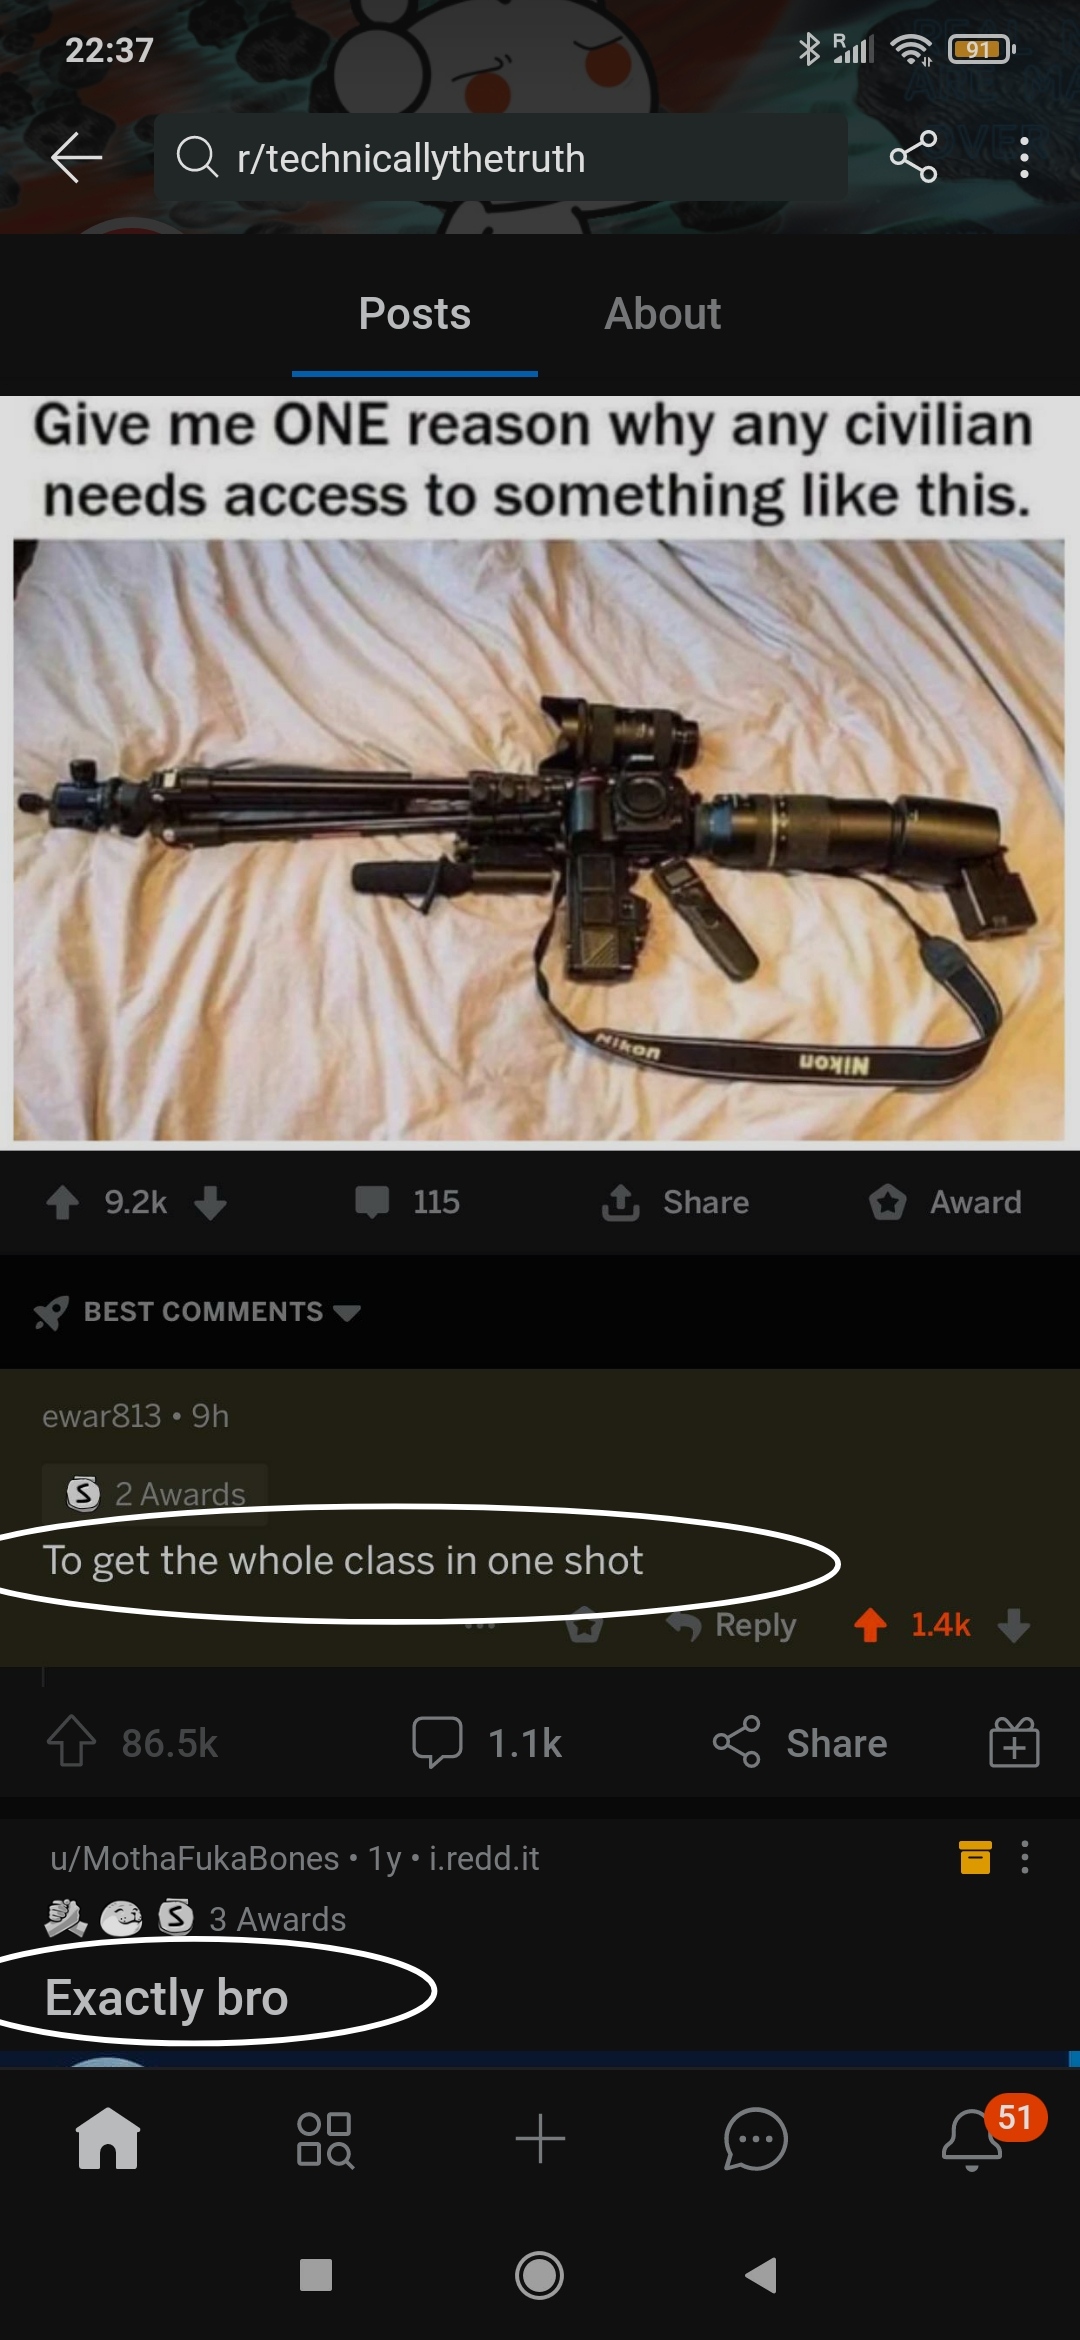 22:37
R
91
r/technicallythetruth
Posts
About
Give me ONE reason why any civilian
needs access to something like this.
Nikon
Nikon
9.2k
115
Share
Award
BEST COMMENTS
ewar813 • 9h
S 2 Awards
To get the whole class in one shot
Reply
1.4k
86.5k
1.1k
Share
u/MothaFukaBones • 1y • i.redd.it
S 3 Awards
Exactly bro
51